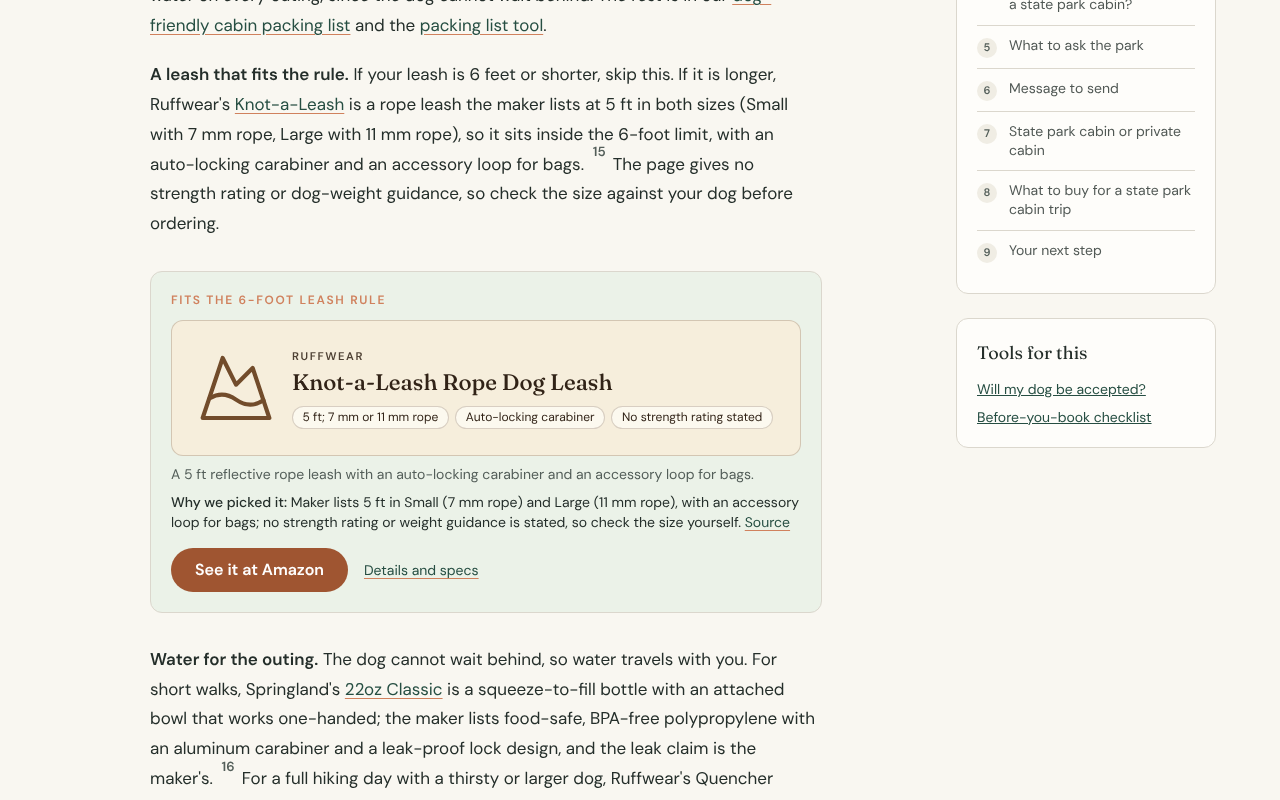 friendly cabin packing list and the packing list tool.
A leash that fits the rule. If your leash is 6 feet or shorter, skip this. If it is longer,
Ruffwear's Knot-a-Leash is a rope leash the maker lists at 5 ft in both sizes (Small
with 7 mm rope, Large with 11 mm rope), so it sits inside the 6-foot limit, with an
auto-locking carabiner and an accessory loop for bags. 15 The page gives no
strength rating or dog-weight guidance, so check the size against your dog before
ordering.
FITS THE 6-FOOT LEASH RULE
RUFFWEAR
Knot-a-Leash Rope Dog Leash
5 ft; 7 mm or 11 mm rope
Auto-locking carabiner
No strength rating stated
A 5 ft reflective rope leash with an auto-locking carabiner and an accessory loop for bags.
Why we picked it: Maker lists 5 ft in Small (7 mm rope) and Large (11 mm rope), with an accessory
loop for bags; no strength rating or weight guidance is stated, so check the size yourself. Source
See it at Amazon
Details and specs
Water for the outing. The dog cannot wait behind, so water travels with you. For
short walks, Springland's 22oz Classic is a squeeze-to-fill bottle with an attached
bowl that works one-handed; the maker lists food-safe, BPA-free polypropylene with
an aluminum carabiner and a leak-proof lock design, and the leak claim is the
maker's. 16 For a full hiking day with a thirsty or larger dog, Ruffwear's Quencher
a state park cabin?
5 What to ask the park
6 Message to send
7 State park cabin or private
cabin
8 What to buy for a state park
cabin trip
9 Your next step
Tools for this
Will my dog be accepted?
Before-you-book checklist